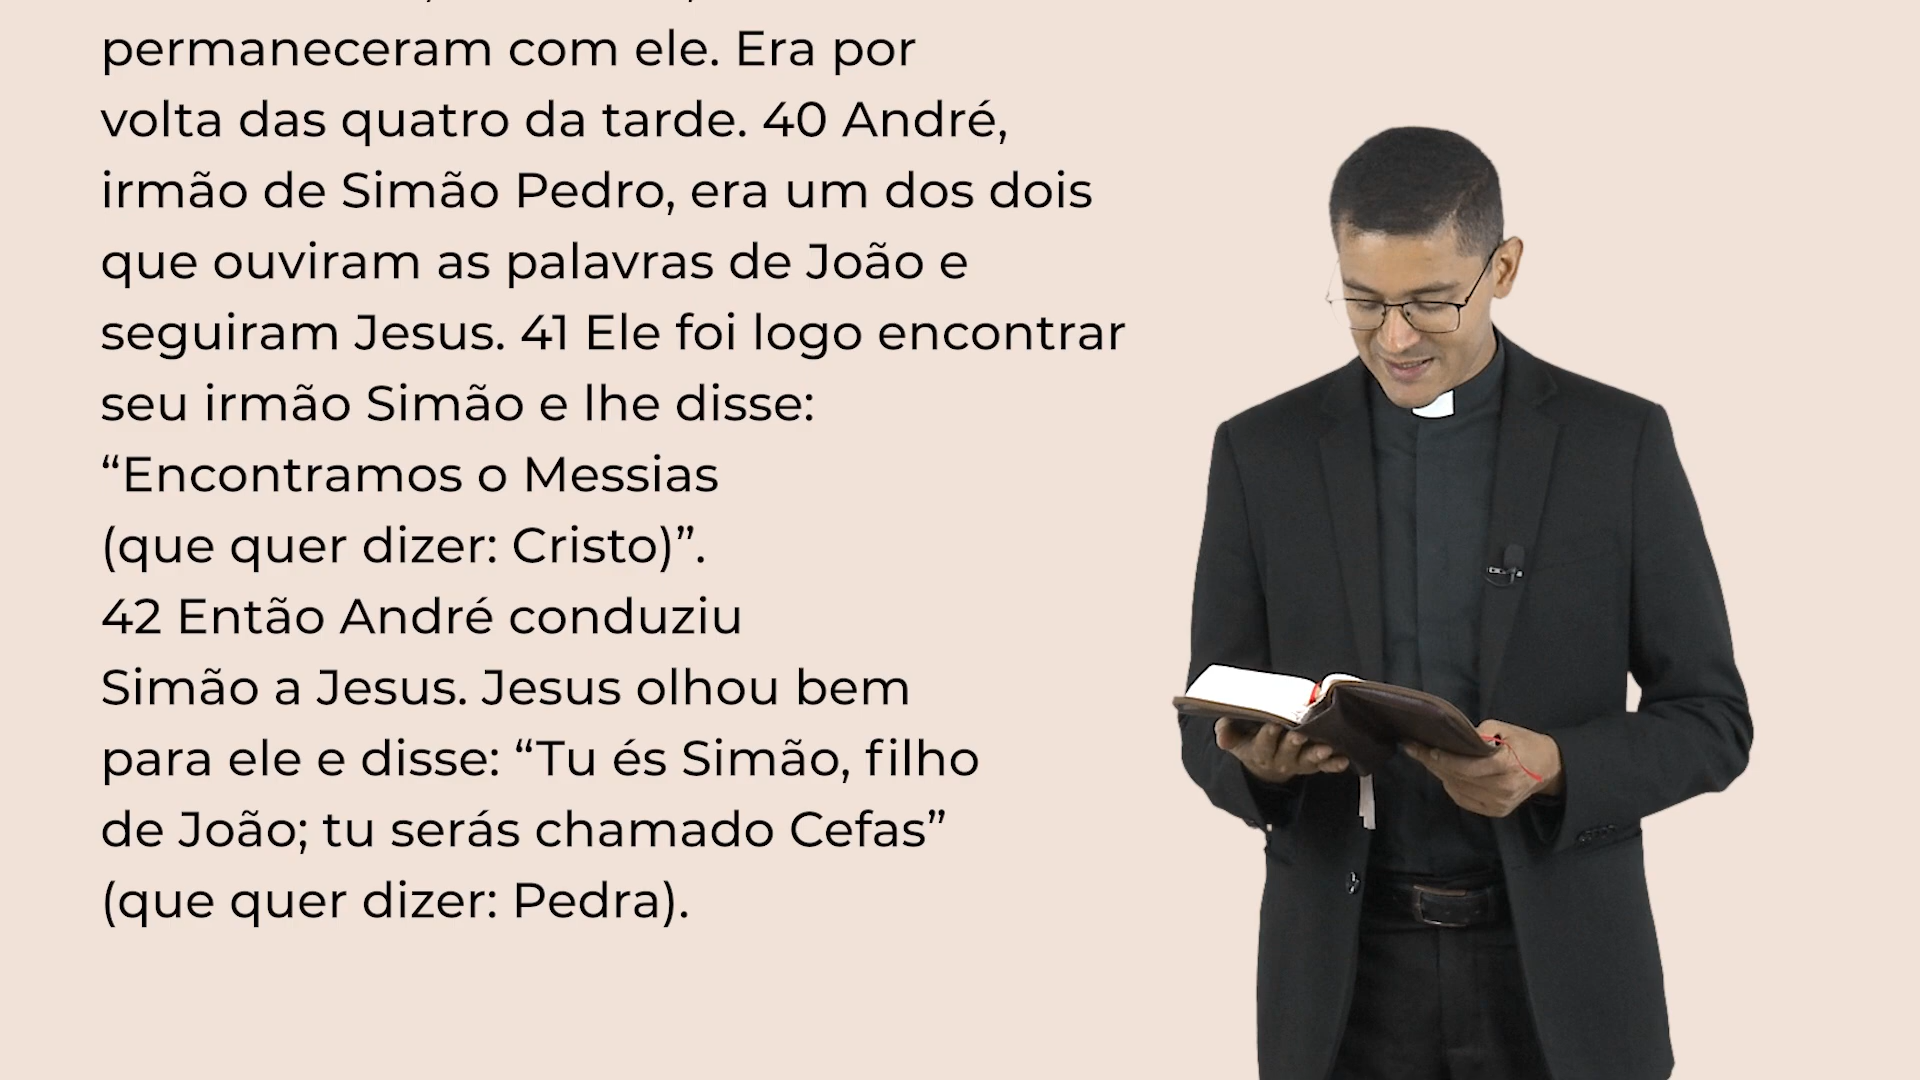 permaneceram com ele. Era por
volta das quatro da tarde. 40 André,
irmão de Simão Pedro, era um dos dois
que ouviram as palavras de João e
seguiram Jesus. 41 Ele foi logo encontrar
seu irmão Simão e lhe disse:
“Encontramos o Messias
(que quer dizer: Cristo)”.
42 Então André conduziu
Simão a Jesus. Jesus olhou bem
para ele e disse: “Tu és Simão, filho
de João; tu serás chamado Cefas”
(que quer dizer: Pedra).